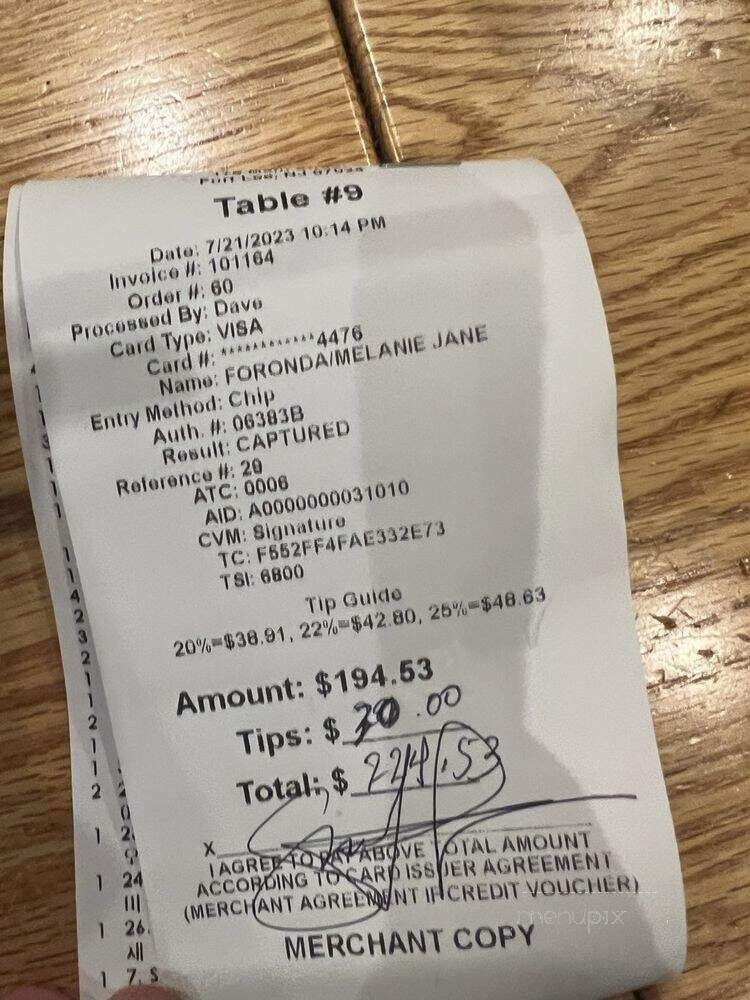 Fort Lee, NJ 07024
Table #9
Date: 7/21/2023 10:14 PM
Invoice #: 101164
Order #: 60
Processed By: Dave
Card Type: VISA
Card #: ************4476
Name: FORONDA/MELANIE JANE
Entry Method: Chip
Auth. #: 06383B
Result: CAPTURED
Reference #: 29
ATC: 0006
AID: A0000000031010
CVM: Signature
TC: F552FF4FAE332E73
TSI: 6800
Tip Guide
20%=$38.91, 22%=$42.80, 25%=$48.63
Amount: $194.53
Tips: $ 30.00
Total: $ 224.53
X
I AGREE TO PAY ABOVE TOTAL AMOUNT
ACCORDING TO CARD ISSUER AGREEMENT
(MERCHANT AGREEMENT IF CREDIT VOUCHER)
menupix
MERCHANT COPY